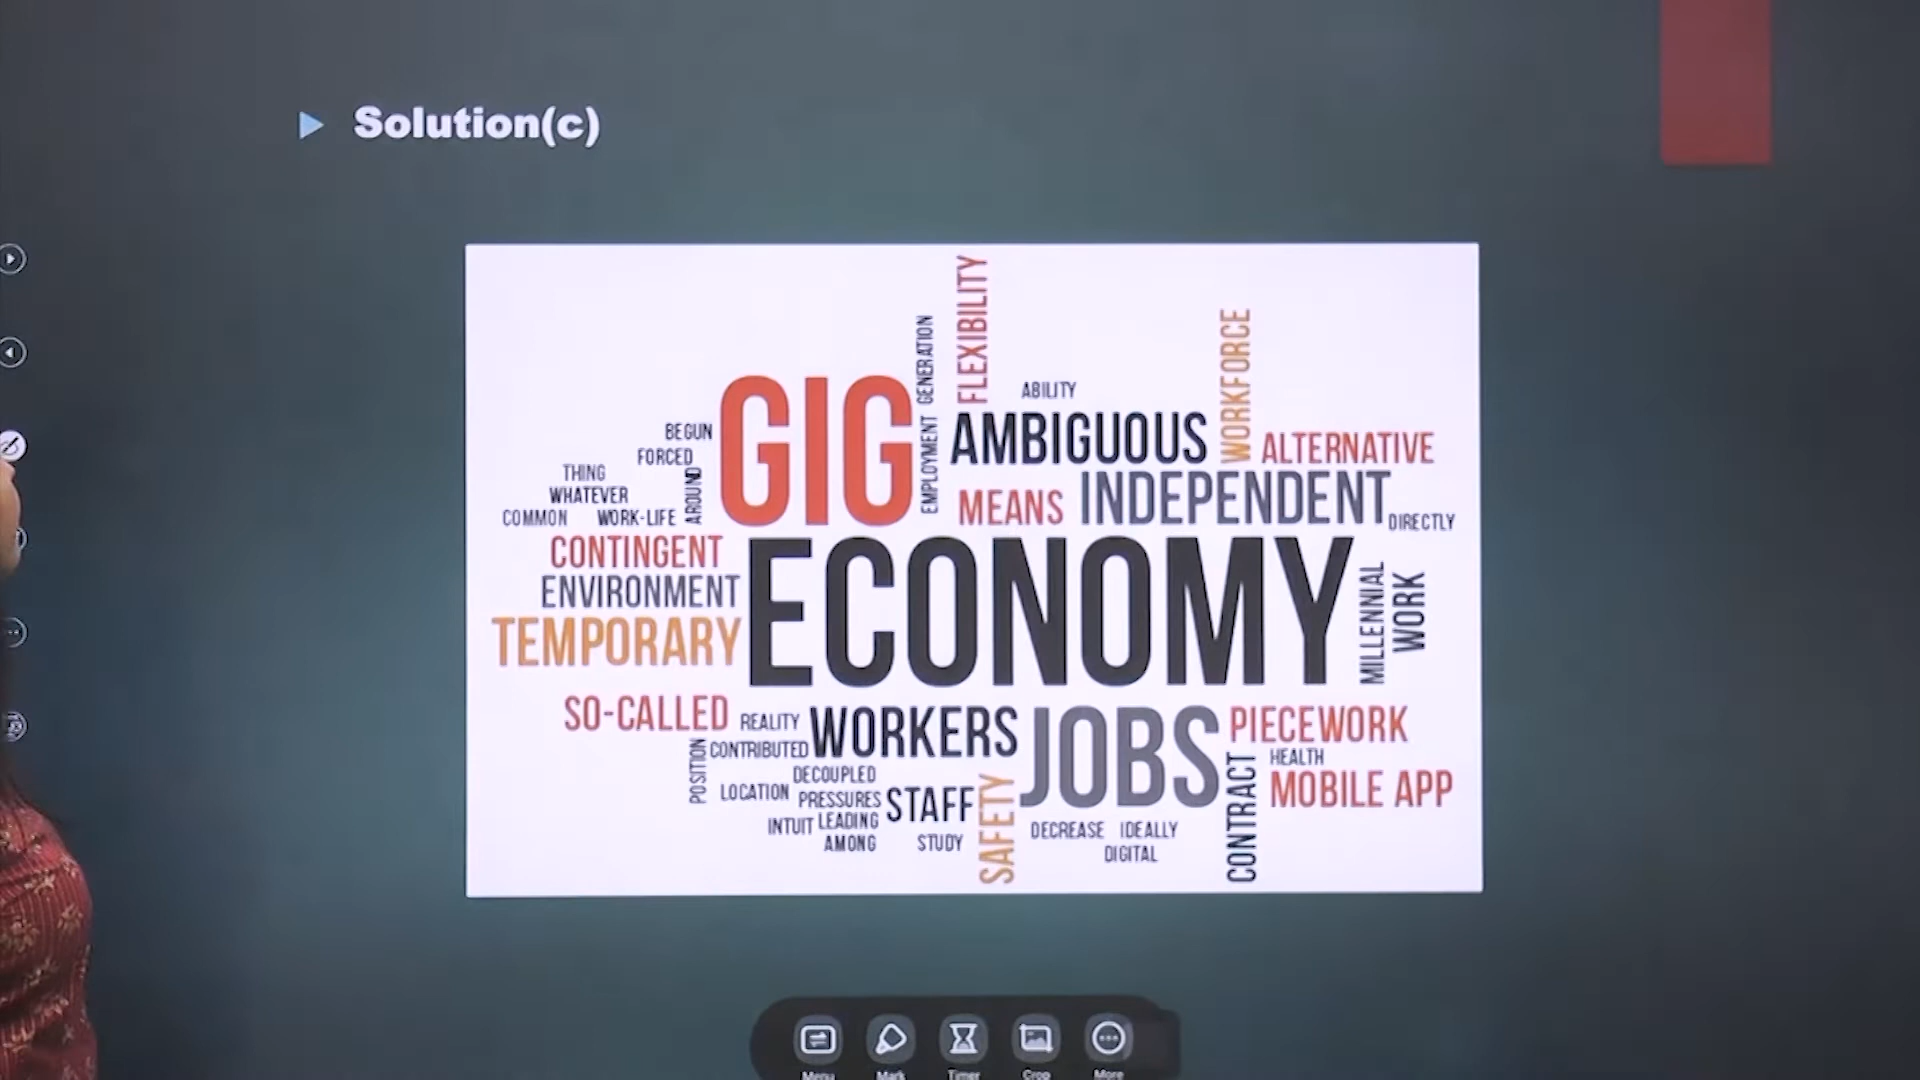 Solution(c)
FLEXIBILITY
GENERATION
WORKFORCE
ABILITY
BEGUN
GIG
EMPLOYMENT
AMBIGUOUS
ALTERNATIVE
FORCED
THING
AROUND
WHATEVER
MEANS
INDEPENDENT
COMMON
WORK-LIFE
DIRECTLY
CONTINGENT
ECONOMY
ENVIRONMENT
MILLENNIAL
WORK
TEMPORARY
SO-CALLED
REALITY
WORKERS
JOBS
PIECEWORK
POSITION
CONTRIBUTED
CONTRACT
HEALTH
DECOUPLED
MOBILE APP
LOCATION
PRESSURES
STAFF
SAFETY
INTUIT
LEADING
DECREASE
IDEALLY
AMONG
STUDY
DIGITAL
Menu
Mark
Timer
Crop
More